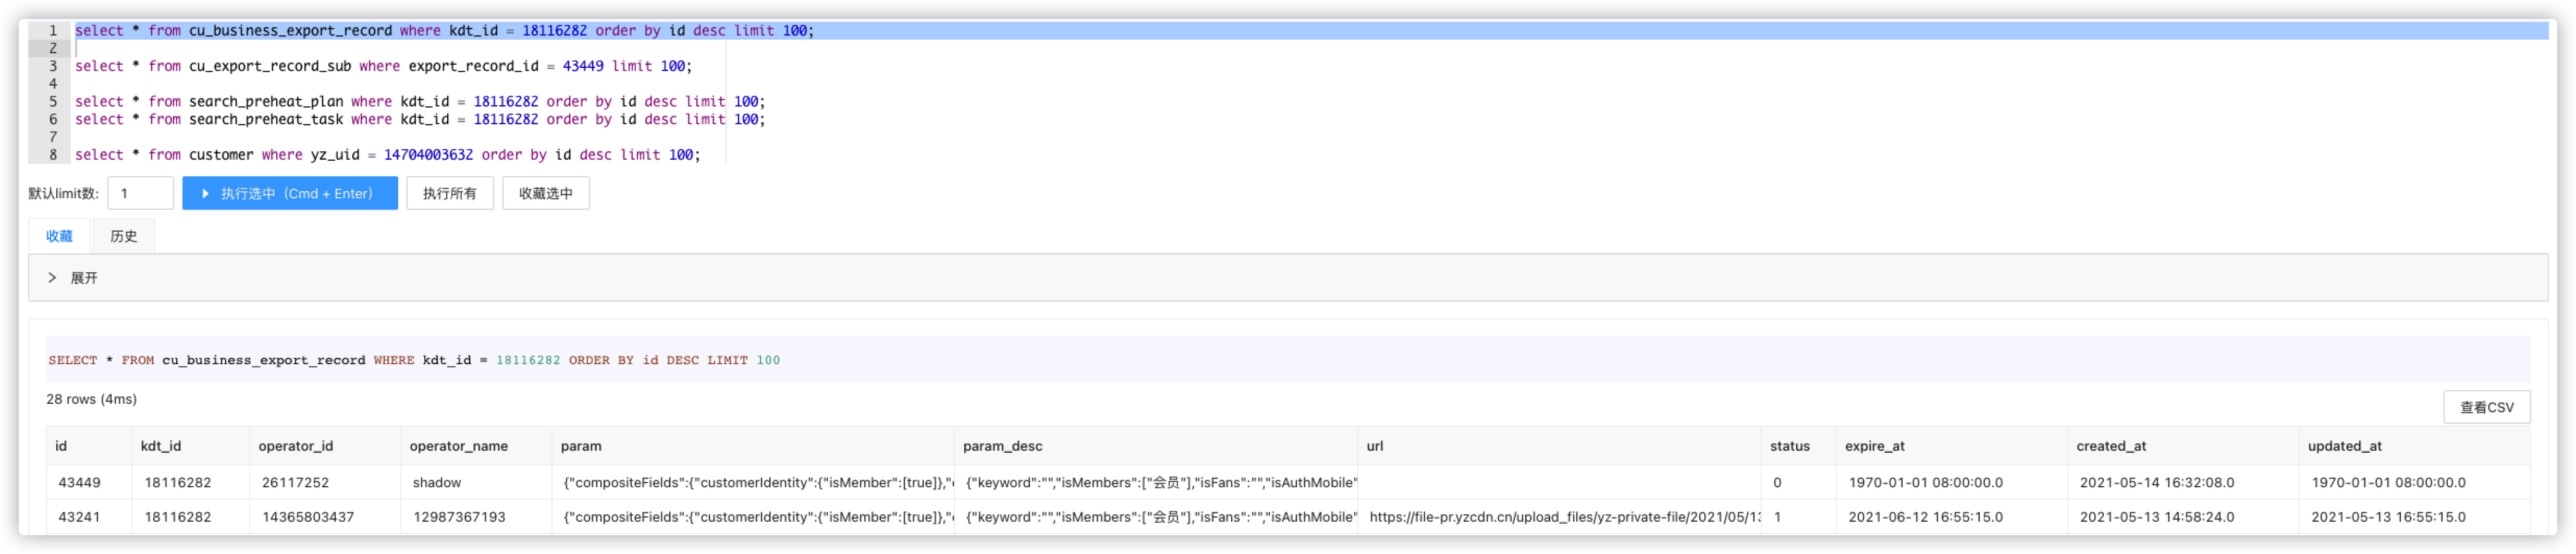 1 select * from cu_business_export_record where kdt_id = 18116282 order by id desc limit 100;
2
3 select * from cu_export_record_sub where export_record_id = 43449 limit 100;
4
5 select * from search_preheat_plan where kdt_id = 18116282 order by id desc limit 100;
6 select * from search_preheat_task where kdt_id = 18116282 order by id desc limit 100;
7
8 select * from customer where yz_uid = 14704003632 order by id desc limit 100;
默认limit数: 1 执行选中（Cmd + Enter） 执行所有 收藏选中
收藏 历史
展开
SELECT * FROM cu_business_export_record WHERE kdt_id = 18116282 ORDER BY id DESC LIMIT 100
28 rows (4ms) 查看CSV
id kdt_id operator_id operator_name param param_desc url status expire_at created_at updated_at
43449 18116282 26117252 shadow {"compositeFields":{"customerIdentity":{"isMember":[true]}," {"keyword":"","isMembers":["会员"],"isFans":"","isAuthMobile" 0 1970-01-01 08:00:00.0 2021-05-14 16:32:08.0 1970-01-01 08:00:00.0
43241 18116282 14365803437 12987367193 {"compositeFields":{"customerIdentity":{"isMember":[true]}," {"keyword":"","isMembers":["会员"],"isFans":"","isAuthMobile" https://file-pr.yzcdn.cn/upload_files/yz-private-file/2021/05/13 1 2021-06-12 16:55:15.0 2021-05-13 14:58:24.0 2021-05-13 16:55:15.0